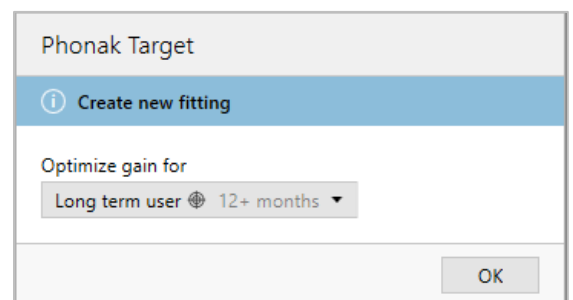 Phonak Target
Create new fitting
Optimize gain for
Long term user 12+ months
OK